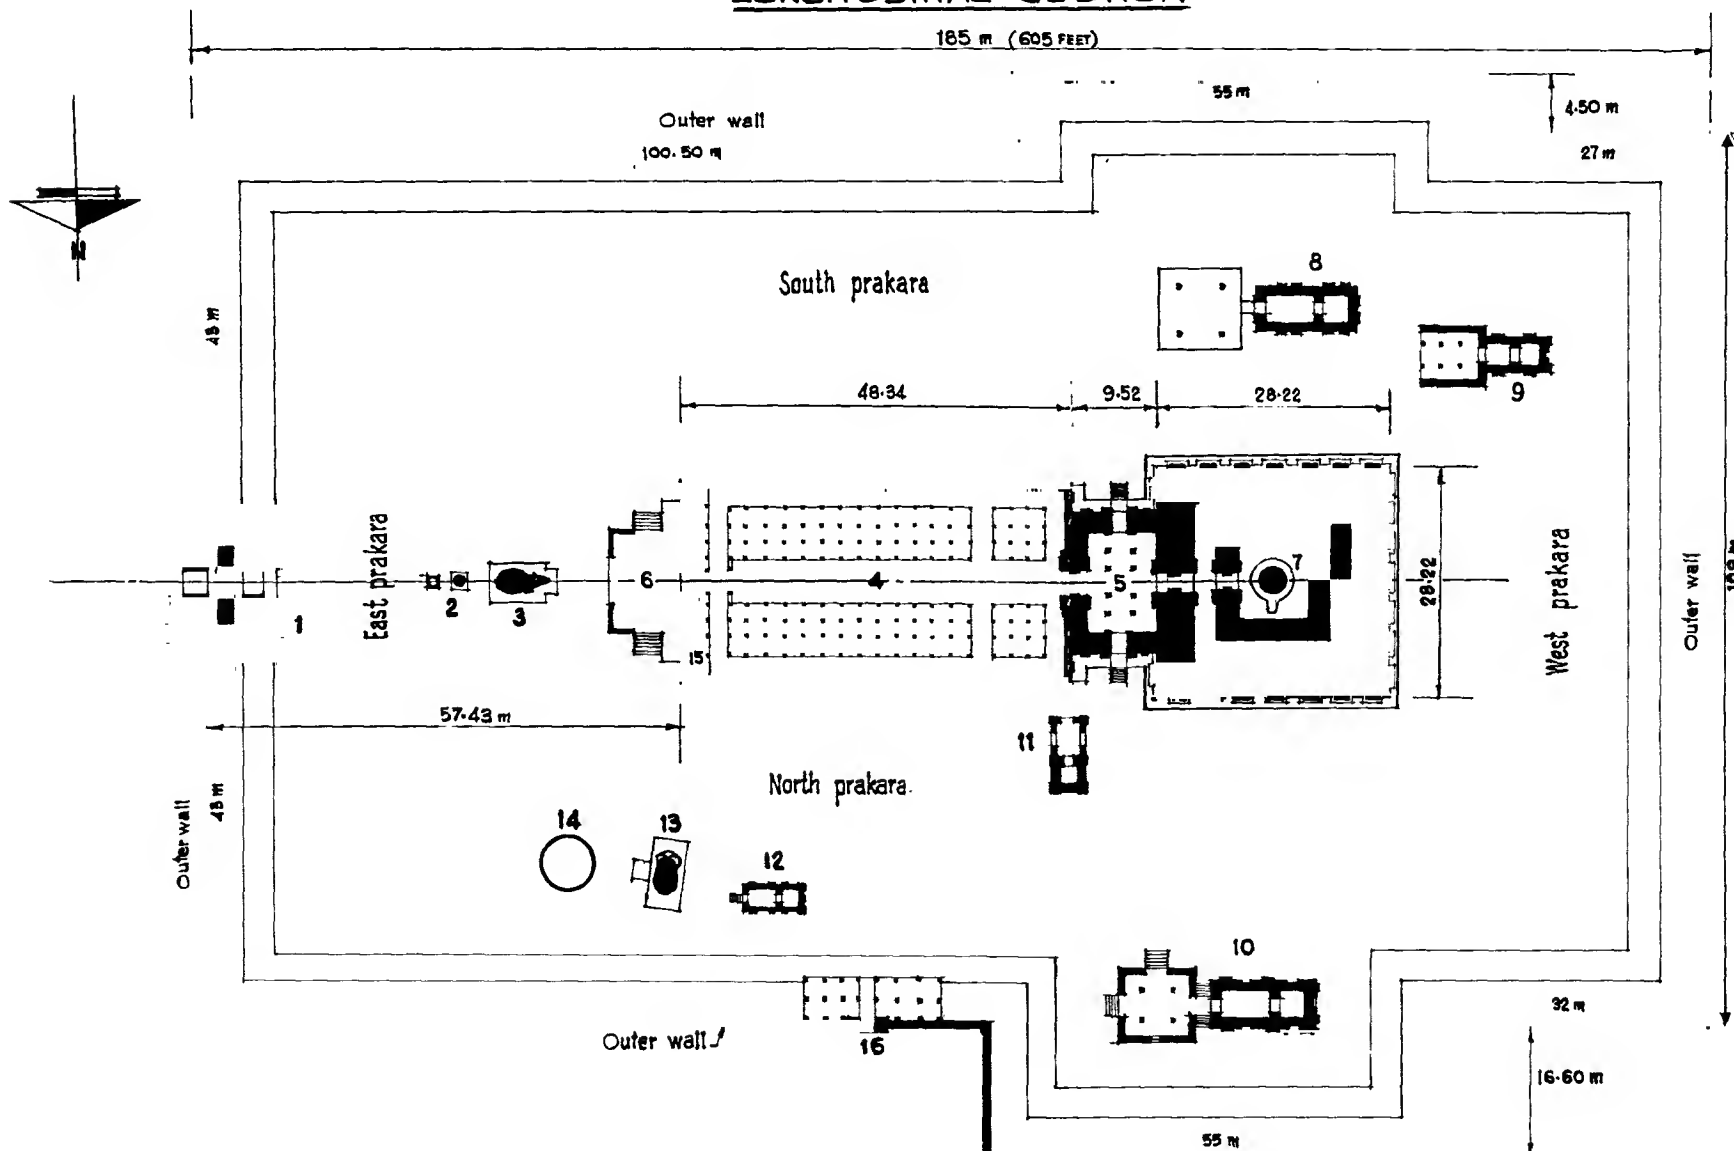 185 m (605 FEET)
55 m
4.50 m
Outer wall
100.50 m
27 m
N
8
South prakara
43 m
9
48.34
9.52
28.22
East prakara
6
4
5
7
28.22
West prakara
Outer wall
1
2
3
15
57.43 m
11
North prakara.
Outer wall
43 m
14
13
12
10
32 m
Outer wall
16
16.60 m
55 m